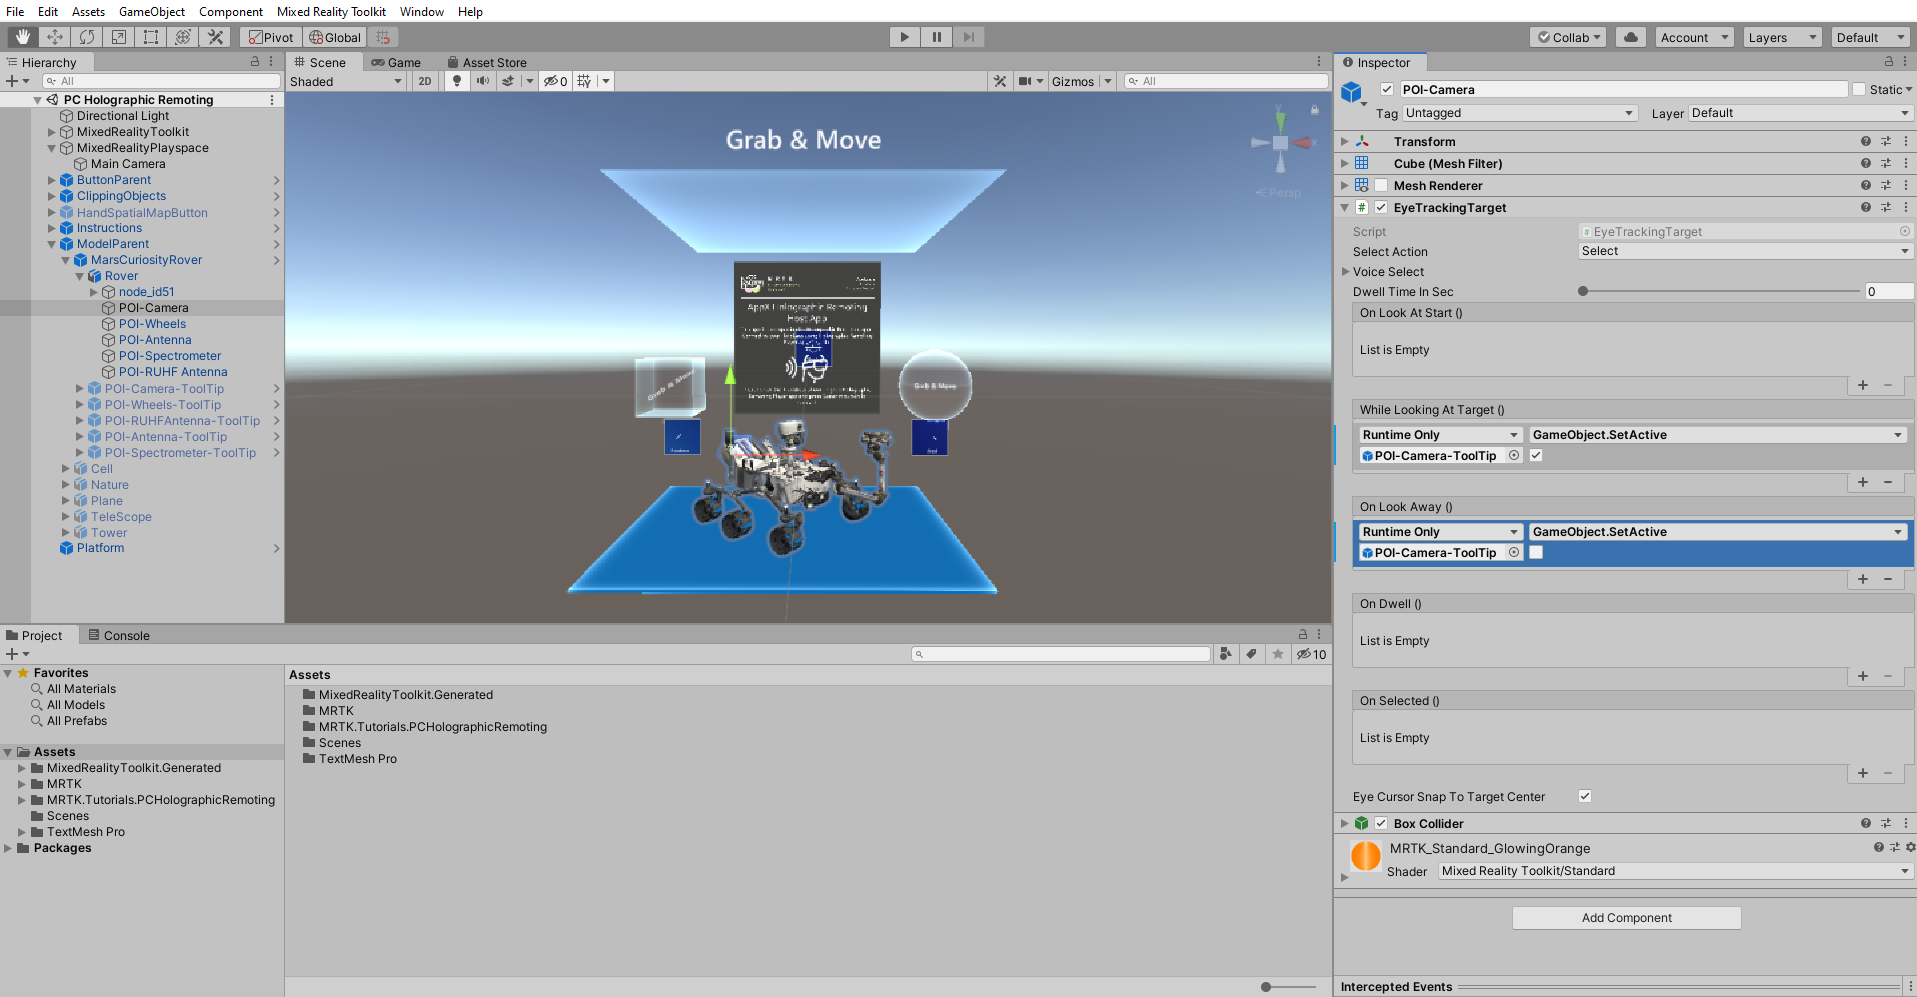 File Edit Assets GameObject Component Mixed Reality Toolkit Window Help
Pivot Global Collab Account Layers Default
Hierarchy
All
PC Holographic Remoting
Directional Light
MixedRealityToolkit
MixedRealityPlayspace
Main Camera
ButtonParent
ClippingObjects
HandSpatialMapButton
Instructions
ModelParent
MarsCuriosityRover
Rover
node_id51
POI-Camera
POI-Wheels
POI-Antenna
POI-Spectrometer
POI-RUHF Antenna
POI-Camera-ToolTip
POI-Wheels-ToolTip
POI-RUHFAntenna-ToolTip
POI-Antenna-ToolTip
POI-Spectrometer-ToolTip
Cell
Nature
Plane
TeleScope
Tower
Platform
Scene Game Asset Store
Shaded 2D 0 Gizmos All
Grab & Move
y
x
Persp
Holographic Remoting
Host App
Grab & Move
Grab & Move
Inspector
POI-Camera Static
Tag Untagged Layer Default
Transform
Cube (Mesh Filter)
Mesh Renderer
# EyeTrackingTarget
Script # EyeTrackingTarget
Select Action Select
Voice Select
Dwell Time In Sec 0
On Look At Start ()
List is Empty
While Looking At Target ()
Runtime Only GameObject.SetActive
POI-Camera-ToolTip
On Look Away ()
Runtime Only GameObject.SetActive
POI-Camera-ToolTip
On Dwell ()
List is Empty
On Selected ()
List is Empty
Eye Cursor Snap To Target Center
Box Collider
MRTK_Standard_GlowingOrange
Shader Mixed Reality Toolkit/Standard
Add Component
Intercepted Events
Project Console
10
Favorites
All Materials
All Models
All Prefabs
Assets
MixedRealityToolkit.Generated
MRTK
MRTK.Tutorials.PCHolographicRemoting
Scenes
TextMesh Pro
Packages
Assets
MixedRealityToolkit.Generated
MRTK
MRTK.Tutorials.PCHolographicRemoting
Scenes
TextMesh Pro